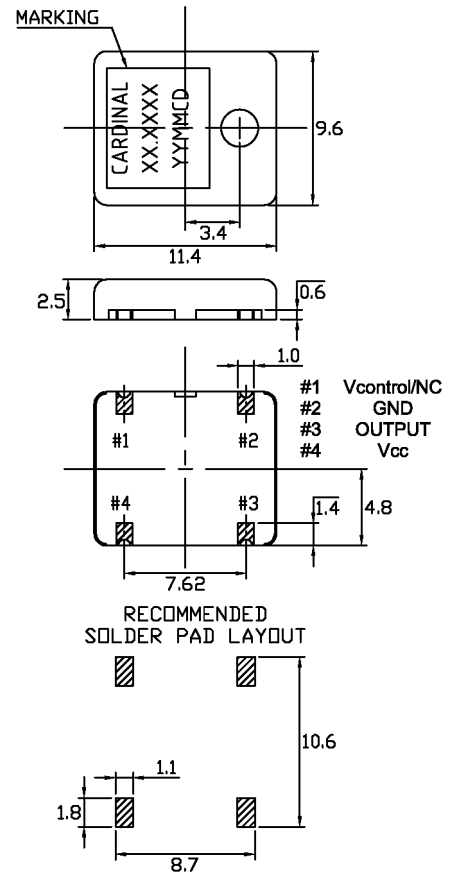 MARKING
CARDINAL
XX.XXXX
YYMMCD
9.6
3.4
11.4
2.5
0.6
1.0
#1 Vcontrol/NC
#2 GND
#3 OUTPUT
#4 Vcc
#1 #2
#4 #3
1.4
4.8
7.62
RECOMMENDED
SOLDER PAD LAYOUT
10.6
1.1
1.8
8.7